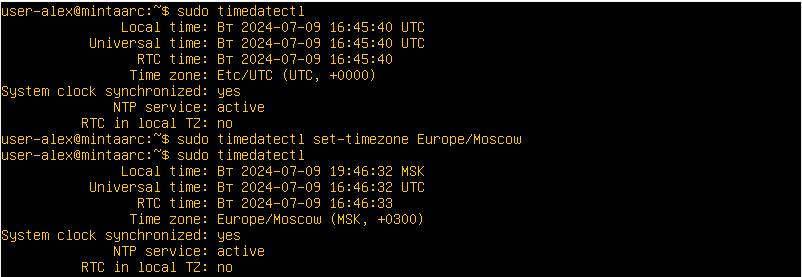 user-alex@mintaarc:~$ sudo timedatectl
Local time: Вт 2024-07-09 16:45:40 UTC
Universal time: Вт 2024-07-09 16:45:40 UTC
RTC time: Вт 2024-07-09 16:45:40
Time zone: Etc/UTC (UTC, +0000)
System clock synchronized: yes
NTP service: active
RTC in local TZ: no
user-alex@mintaarc:~$ sudo timedatectl set-timezone Europe/Moscow
user-alex@mintaarc:~$ sudo timedatectl
Local time: Вт 2024-07-09 19:46:32 MSK
Universal time: Вт 2024-07-09 16:46:32 UTC
RTC time: Вт 2024-07-09 16:46:33
Time zone: Europe/Moscow (MSK, +0300)
System clock synchronized: yes
NTP service: active
RTC in local TZ: no